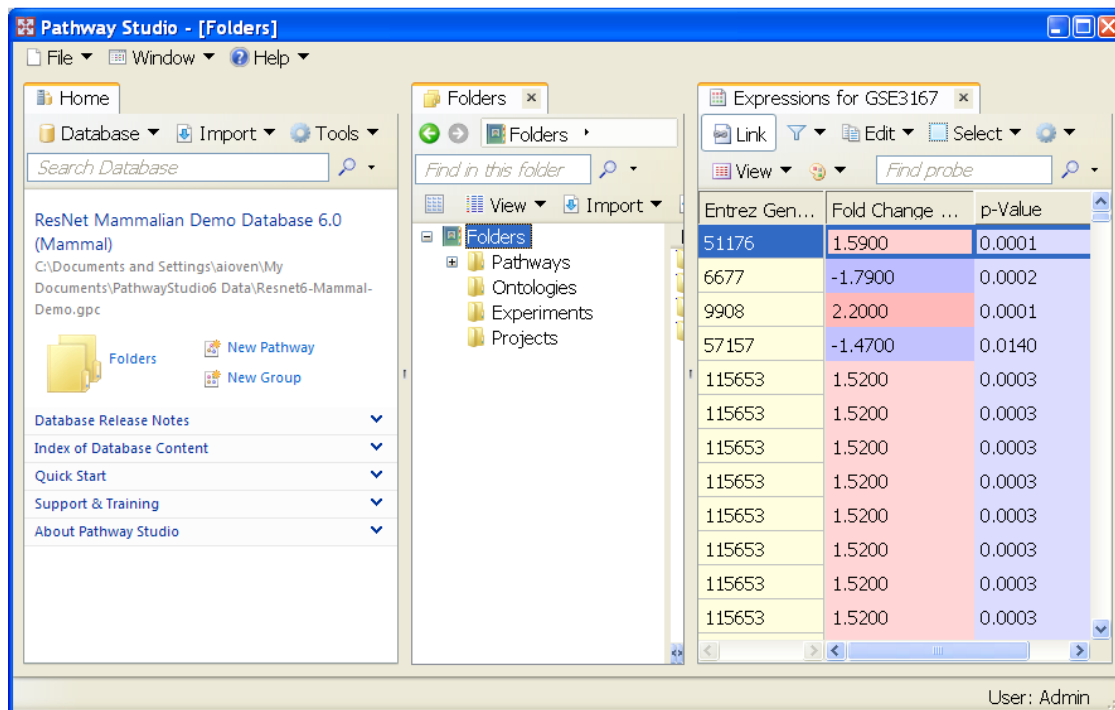 Pathway Studio - [Folders]
File Window Help
Home
Database Import Tools
Search Database
ResNet Mammalian Demo Database 6.0
(Mammal)
C:\Documents and Settings\aioven\My
Documents\PathwayStudio6 Data\Resnet6-Mammal-
Demo.gpc
Folders
New Pathway
New Group
Database Release Notes
Index of Database Content
Quick Start
Support & Training
About Pathway Studio
Folders
Folders
Find in this folder
View Import
Folders
Pathways
Ontologies
Experiments
Projects
Expressions for GSE3167
Link Edit Select
View Find probe
Entrez Gen... Fold Change ... p-Value
51176 1.5900 0.0001
6677 -1.7900 0.0002
9908 2.2000 0.0001
57157 -1.4700 0.0140
115653 1.5200 0.0003
115653 1.5200 0.0003
115653 1.5200 0.0003
115653 1.5200 0.0003
115653 1.5200 0.0003
115653 1.5200 0.0003
115653 1.5200 0.0003
115653 1.5200 0.0003
User: Admin